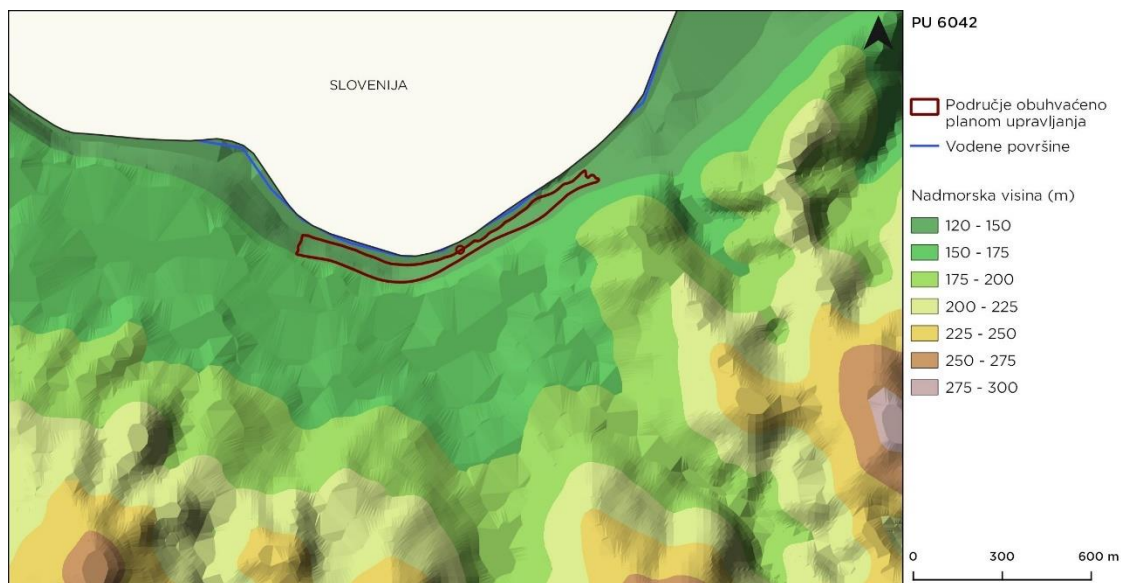 SLOVENIJA
PU 6042
Područje obuhvaćeno
planom upravljanja
Vodene površine
Nadmorska visina (m)
120 - 150
150 - 175
175 - 200
200 - 225
225 - 250
250 - 275
275 - 300
0 300 600 m